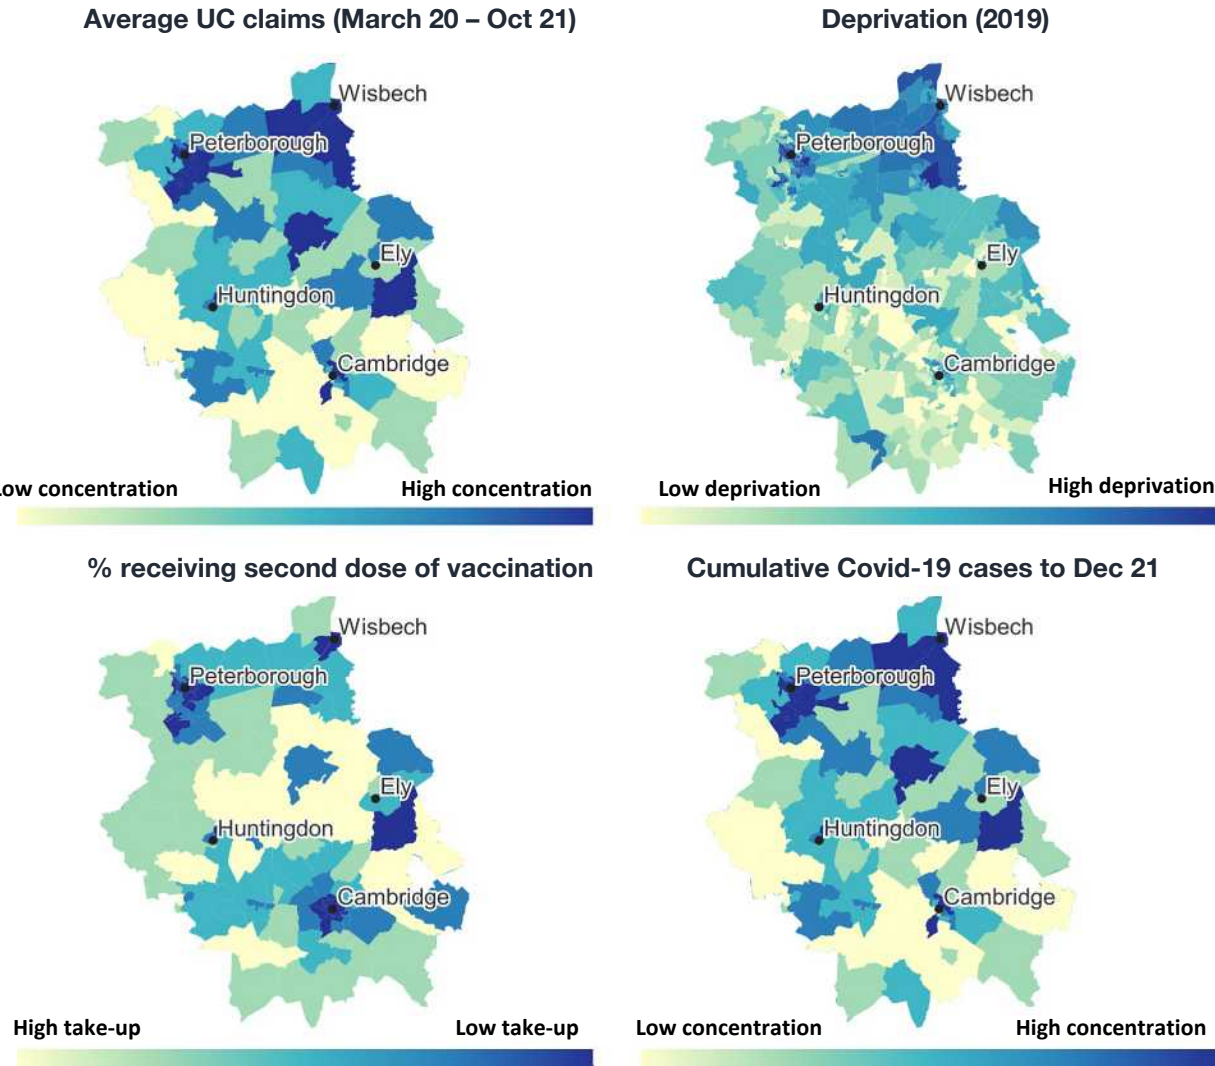 Average UC claims (March 20 – Oct 21)
Wisbech
Peterborough
Ely
Huntingdon
Cambridge
ow concentration
High concentration
Deprivation (2019)
Wisbech
Peterborough
Ely
Huntingdon
Cambridge
Low deprivation
High deprivation
% receiving second dose of vaccination
Wisbech
Peterborough
Ely
Huntingdon
Cambridge
High take-up
Low take-up
Cumulative Covid-19 cases to Dec 21
Wisbech
Peterborough
Ely
Huntingdon
Cambridge
Low concentration
High concentration